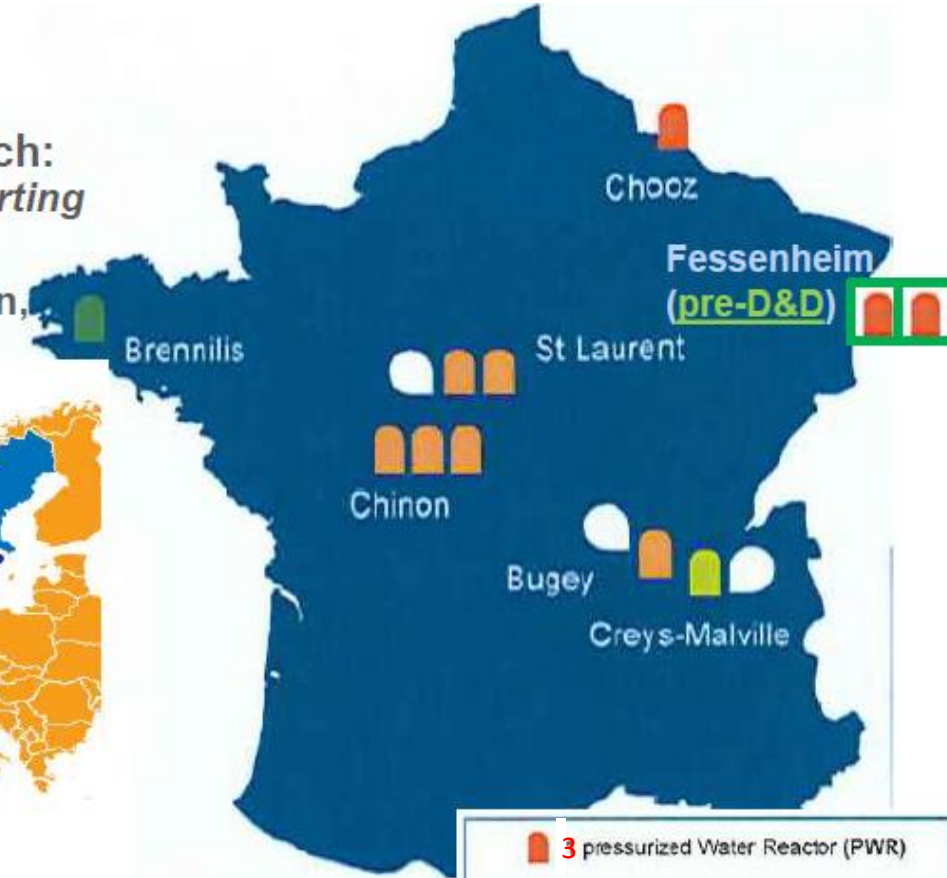 ch:
rting
n,
Chooz
Fessenheim
(pre-D&D)
Brennilis
St Laurent
Chinon
Bugey
Creys-Malville
3 pressurized Water Reactor (PWR)